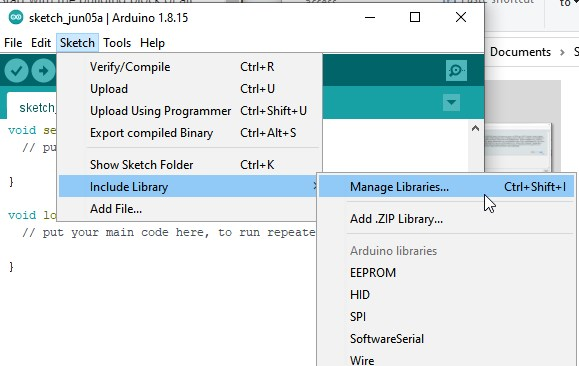 access
shortcut
to
sketch_jun05a | Arduino 1.8.15
File Edit Sketch Tools Help
Documents
Verify/Compile Ctrl+R
Upload Ctrl+U
Upload Using Programmer Ctrl+Shift+U
Export compiled Binary Ctrl+Alt+S
Show Sketch Folder Ctrl+K
Include Library
Add File...
sketch_
void se
// pu
}
void lo
// put your main code here, to run repeate
}
Manage Libraries... Ctrl+Shift+I
Add .ZIP Library...
Arduino libraries
EEPROM
HID
SPI
SoftwareSerial
Wire